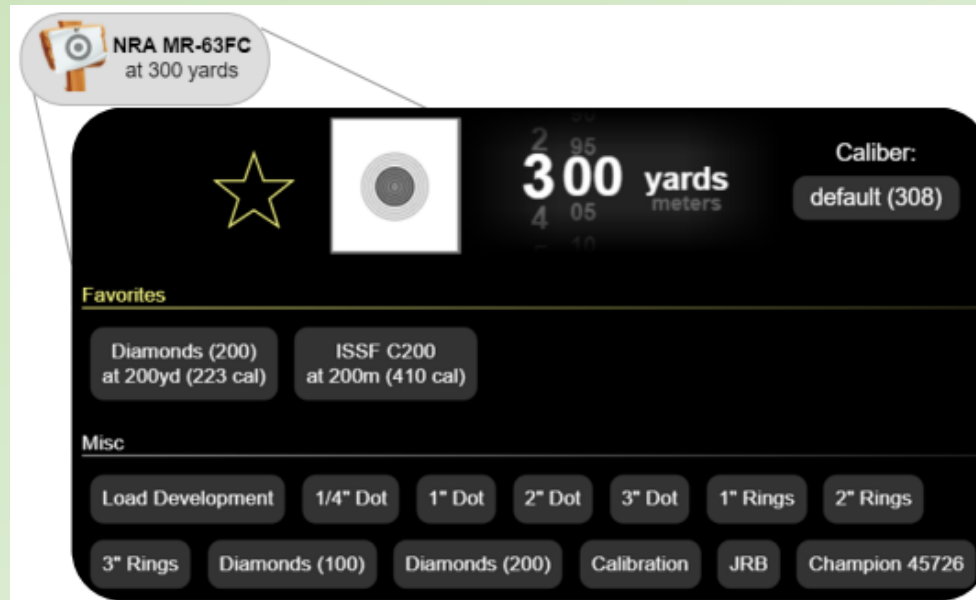 NRA MR-63FC
at 300 yards
2 95
300 yards
meters
4 05
10
Caliber:
default (308)
Favorites
Diamonds (200)
at 200yd (223 cal)
ISSF C200
at 200m (410 cal)
Misc
Load Development 1/4" Dot 1" Dot 2" Dot 3" Dot 1" Rings 2" Rings
3" Rings Diamonds (100) Diamonds (200) Calibration JRB Champion 45726